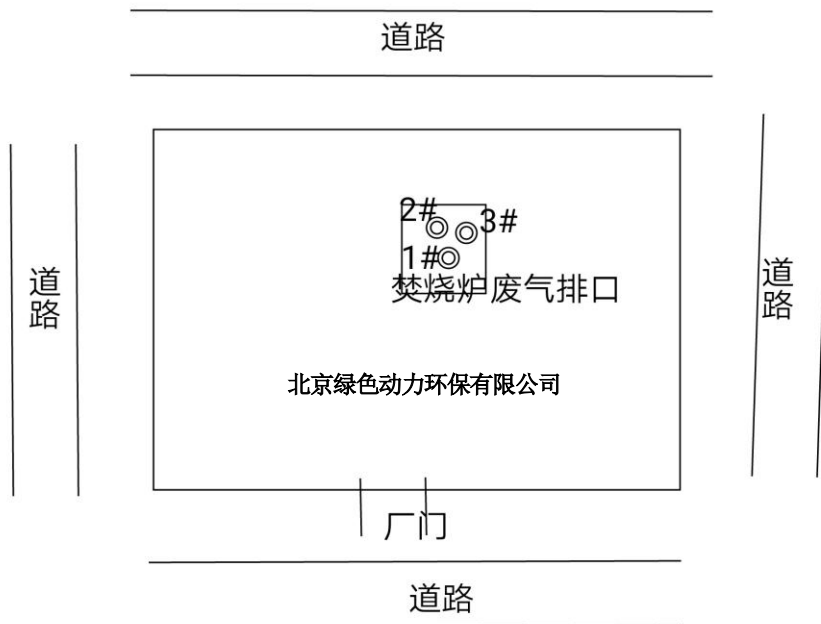 道路
2#
3#
1#
焚烧炉废气排口
道路
道路
北京绿色动力环保有限公司
厂门
道路